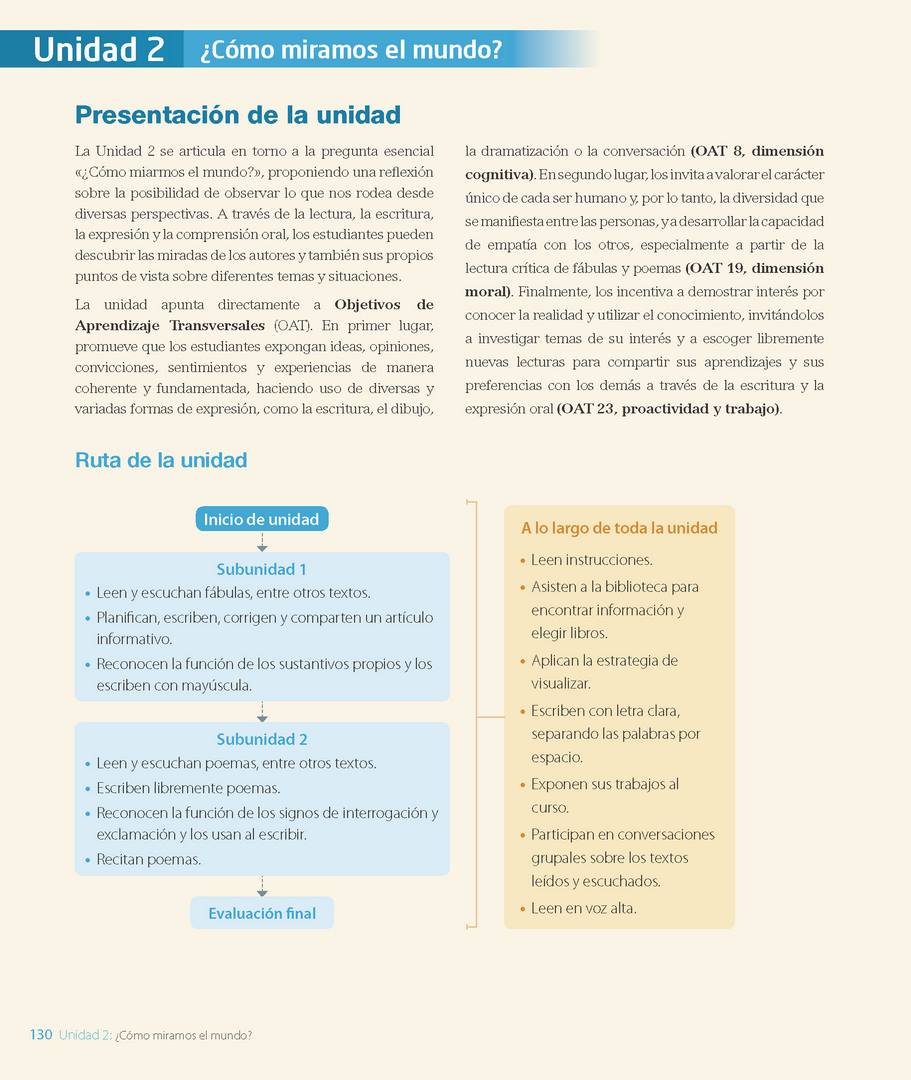 Unidad 2 ¿Cómo miramos el mundo?
Presentación de la unidad
La Unidad 2 se articula en torno a la pregunta esencial
«¿Cómo miarmos el mundo?», proponiendo una reflexión
sobre la posibilidad de observar lo que nos rodea desde
diversas perspectivas. A través de la lectura, la escritura,
la expresión y la comprensión oral, los estudiantes pueden
descubrir las miradas de los autores y también sus propios
puntos de vista sobre diferentes temas y situaciones.
La unidad apunta directamente a Objetivos de
Aprendizaje Transversales (OAT). En primer lugar,
promueve que los estudiantes expongan ideas, opiniones,
convicciones, sentimientos y experiencias de manera
coherente y fundamentada, haciendo uso de diversas y
variadas formas de expresión, como la escritura, el dibujo,
la dramatización o la conversación (OAT 8, dimensión
cognitiva). En segundo lugar, los invita a valorar el carácter
único de cada ser humano y, por lo tanto, la diversidad que
se manifiesta entre las personas, y a desarrollar la capacidad
de empatía con los otros, especialmente a partir de la
lectura crítica de fábulas y poemas (OAT 19, dimensión
moral). Finalmente, los incentiva a demostrar interés por
conocer la realidad y utilizar el conocimiento, invitándolos
a investigar temas de su interés y a escoger libremente
nuevas lecturas para compartir sus aprendizajes y sus
preferencias con los demás a través de la escritura y la
expresión oral (OAT 23, proactividad y trabajo).
Ruta de la unidad
Inicio de unidad
Subunidad 1
• Leen y escuchan fábulas, entre otros textos.
• Planifican, escriben, corrigen y comparten un artículo
informativo.
• Reconocen la función de los sustantivos propios y los
escriben con mayúscula.
Subunidad 2
• Leen y escuchan poemas, entre otros textos.
• Escriben libremente poemas.
• Reconocen la función de los signos de interrogación y
exclamación y los usan al escribir.
• Recitan poemas.
Evaluación final
A lo largo de toda la unidad
• Leen instrucciones.
• Asisten a la biblioteca para
encontrar información y
elegir libros.
• Aplican la estrategia de
visualizar.
• Escriben con letra clara,
separando las palabras por
espacio.
• Exponen sus trabajos al
curso.
• Participan en conversaciones
grupales sobre los textos
leídos y escuchados.
• Leen en voz alta.
130 Unidad 2: ¿Cómo miramos el mundo?